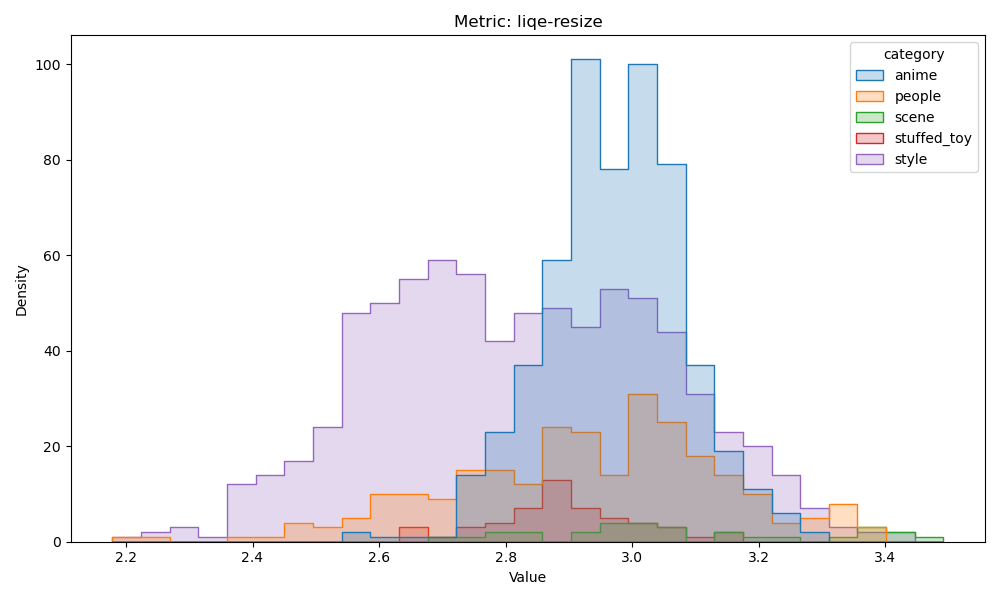 Metric: liqe-resize
category
anime
people
scene
stuffed_toy
style
Density
100
80
60
40
20
0
2.2 2.4 2.6 2.8 3.0 3.2 3.4
Value